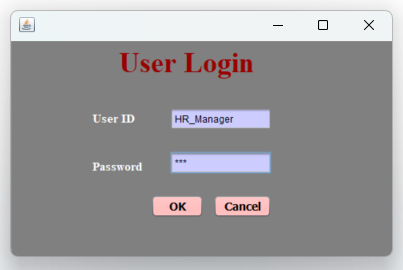 User Login
User ID HR_Manager
Password ***
OK Cancel